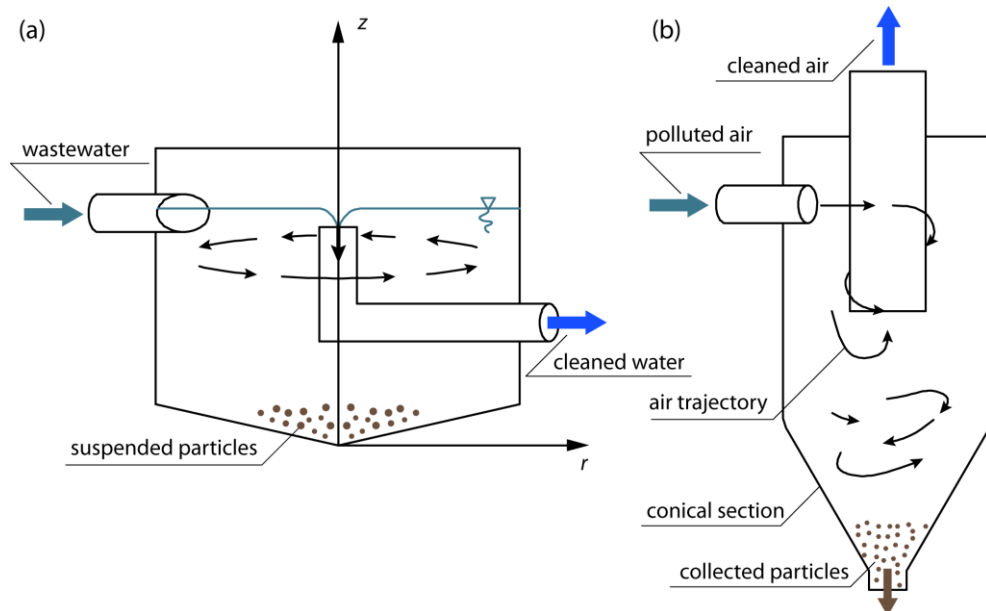 (a)
z
wastewater
cleaned water
suspended particles
r
(b)
cleaned air
polluted air
air trajectory
conical section
collected particles